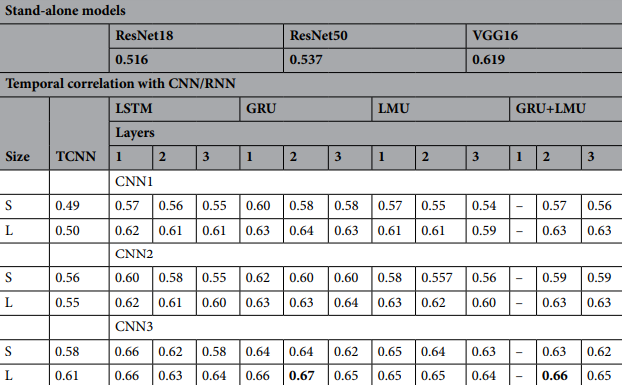 Stand-alone models
ResNet18 ResNet50 VGG16
0.516 0.537 0.619
Temporal correlation with CNN/RNN
LSTM GRU LMU GRU+LMU
Layers
Size TCNN 1 2 3 1 2 3 1 2 3 1 2 3
CNN1
S 0.49 0.57 0.56 0.55 0.60 0.58 0.58 0.57 0.55 0.54 – 0.57 0.56
L 0.50 0.62 0.61 0.61 0.63 0.64 0.63 0.61 0.61 0.59 – 0.63 0.63
CNN2
S 0.56 0.60 0.58 0.55 0.62 0.60 0.60 0.58 0.557 0.56 – 0.59 0.59
L 0.55 0.62 0.61 0.60 0.63 0.63 0.64 0.63 0.62 0.60 – 0.63 0.63
CNN3
S 0.58 0.66 0.62 0.58 0.64 0.64 0.62 0.65 0.64 0.63 – 0.63 0.62
L 0.61 0.66 0.63 0.64 0.66 0.67 0.65 0.65 0.65 0.64 – 0.66 0.65